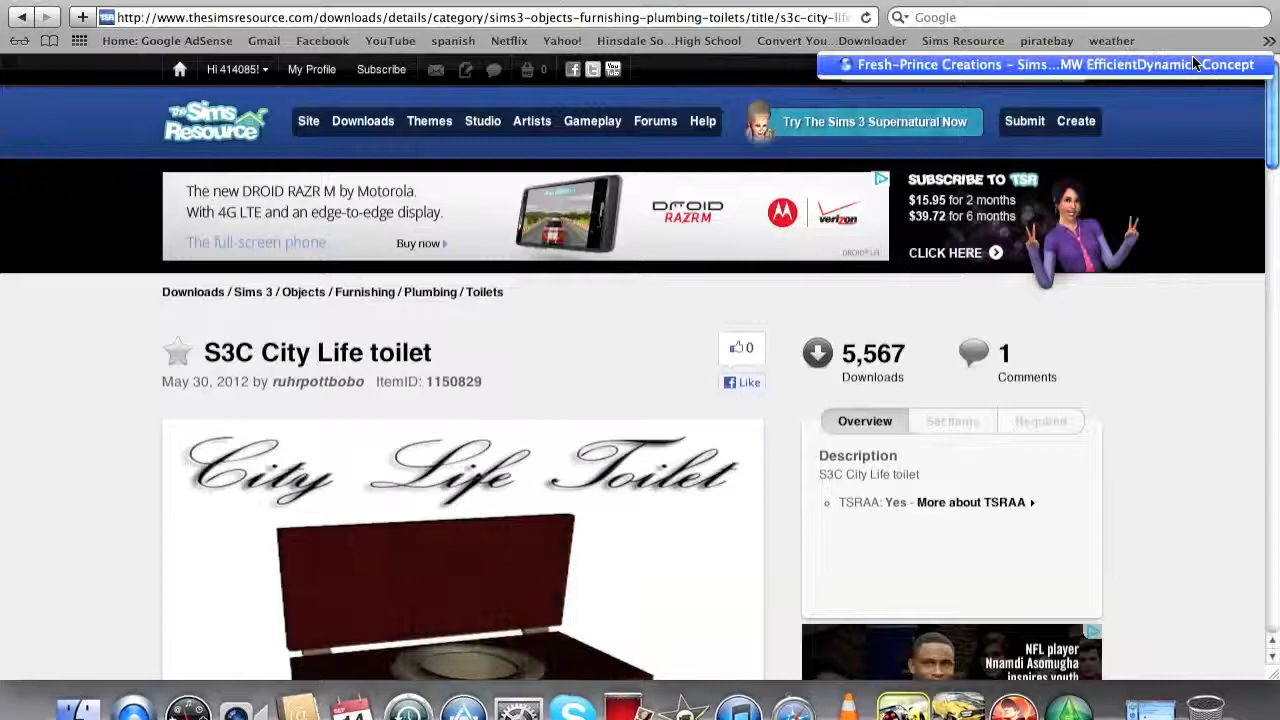 http://www.thesimsresource.com/downloads/details/category/sims3-objects-furnishing-plumbing-toilets/title/s3c-city-life
Google
Home: Google AdSense Gmail Facebook YouTube spanish Netflix Yahoo! Hinsdale So...High School Convert You...Downloader Sims Resource piratebay weather
Hi 414085! My Profile Subscribe 0 You Tube
Fresh-Prince Creations - Sims...MW EfficientDynamics Concept
The Sims Resource
Site Downloads Themes Studio Artists Gameplay Forums Help
Try The Sims 3 Supernatural Now
Submit Create
The new DROID RAZR M by Motorola.
With 4G LTE and an edge-to-edge display.
The full-screen phone
Buy now
DROID RAZR M
verizon
SUBSCRIBE TO TSR
$15.95 for 2 months
$39.72 for 6 months
CLICK HERE
Downloads / Sims 3 / Objects / Furnishing / Plumbing / Toilets
S3C City Life toilet
May 30, 2012 by ruhrpottbobo ItemID: 1150829
0
Like
5,567
Downloads
1
Comments
Overview Sections Required
Description
S3C City Life toilet
TSRAA: Yes - More about TSRAA
City Life Toilet
NFL player
Nnamdi Asomugha
inspires youth